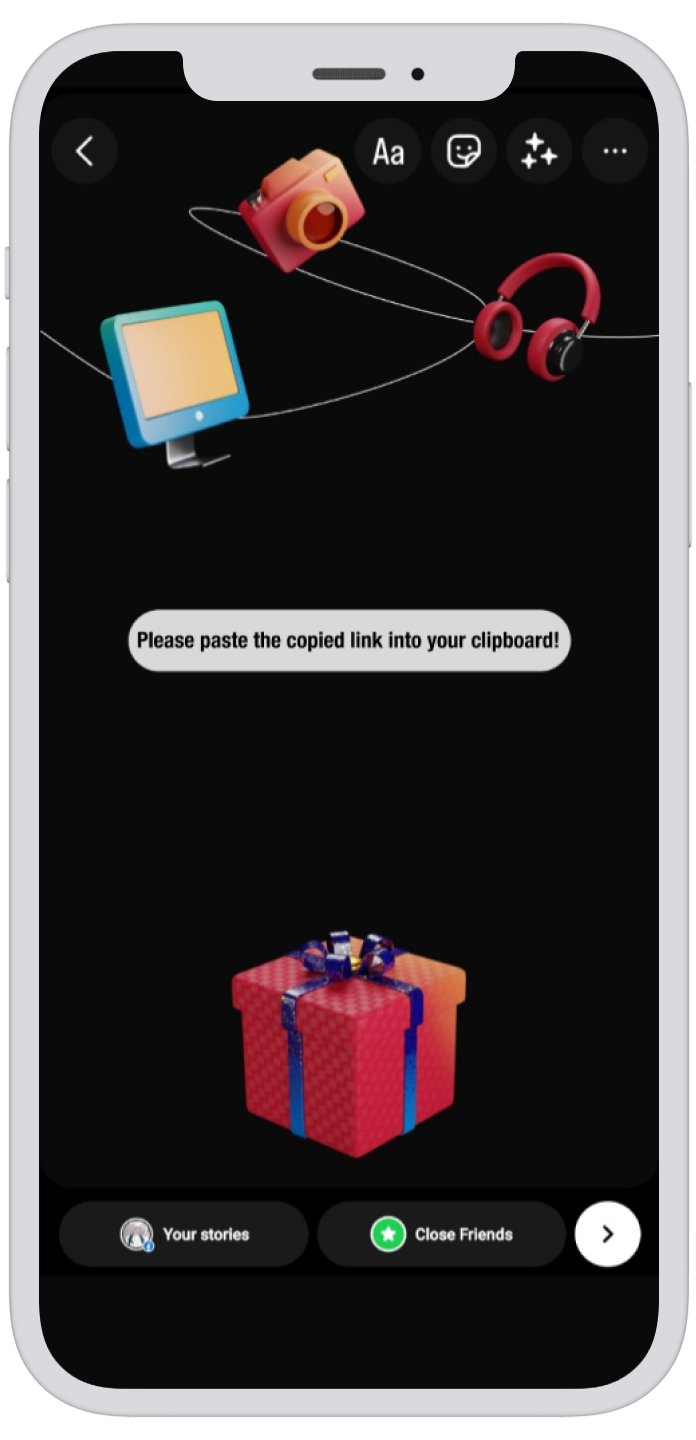 Aa
Please paste the copied link into your clipboard!
Your stories
Close Friends